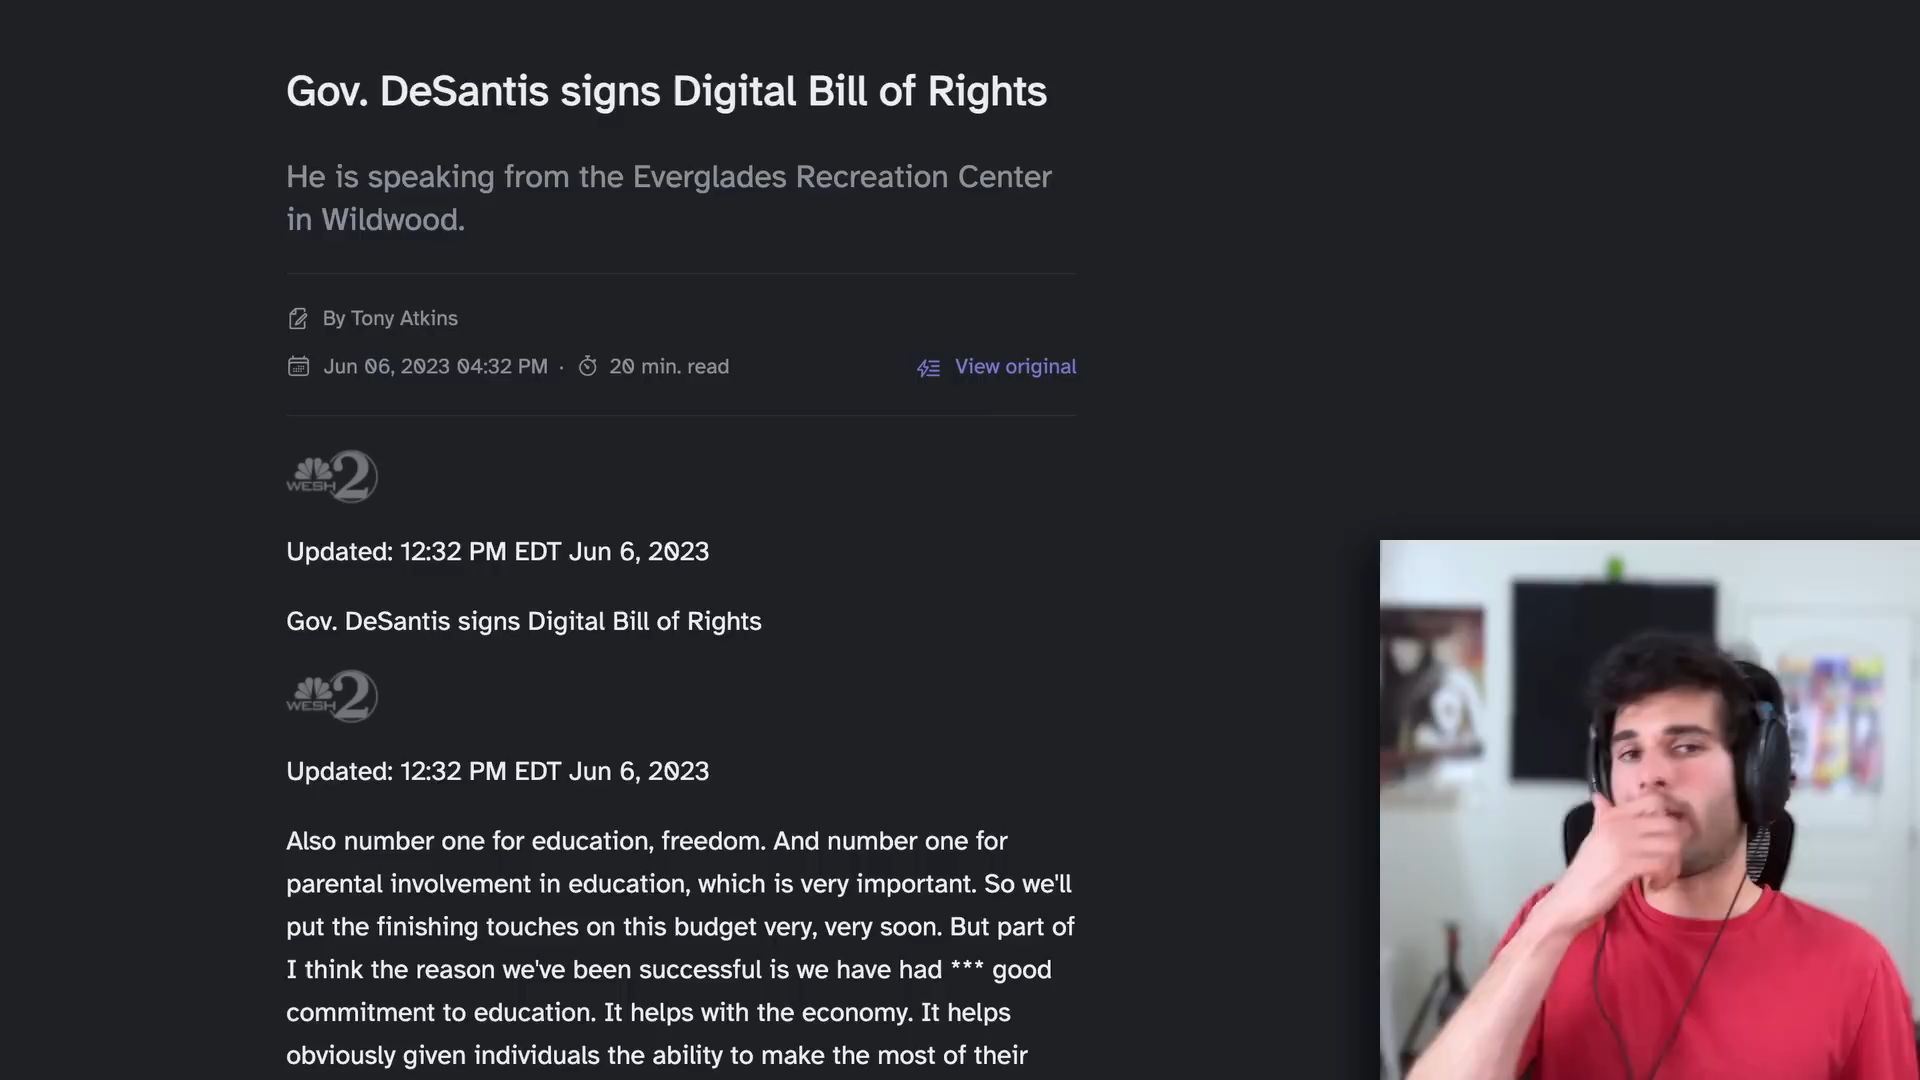 Gov. DeSantis signs Digital Bill of Rights
He is speaking from the Everglades Recreation Center
in Wildwood.
By Tony Atkins
Jun 06, 2023 04:32 PM · 20 min. read
View original
WESH 2
Updated: 12:32 PM EDT Jun 6, 2023
Gov. DeSantis signs Digital Bill of Rights
WESH 2
Updated: 12:32 PM EDT Jun 6, 2023
Also number one for education, freedom. And number one for
parental involvement in education, which is very important. So we'll
put the finishing touches on this budget very, very soon. But part of
I think the reason we've been successful is we have had *** good
commitment to education. It helps with the economy. It helps
obviously given individuals the ability to make the most of their